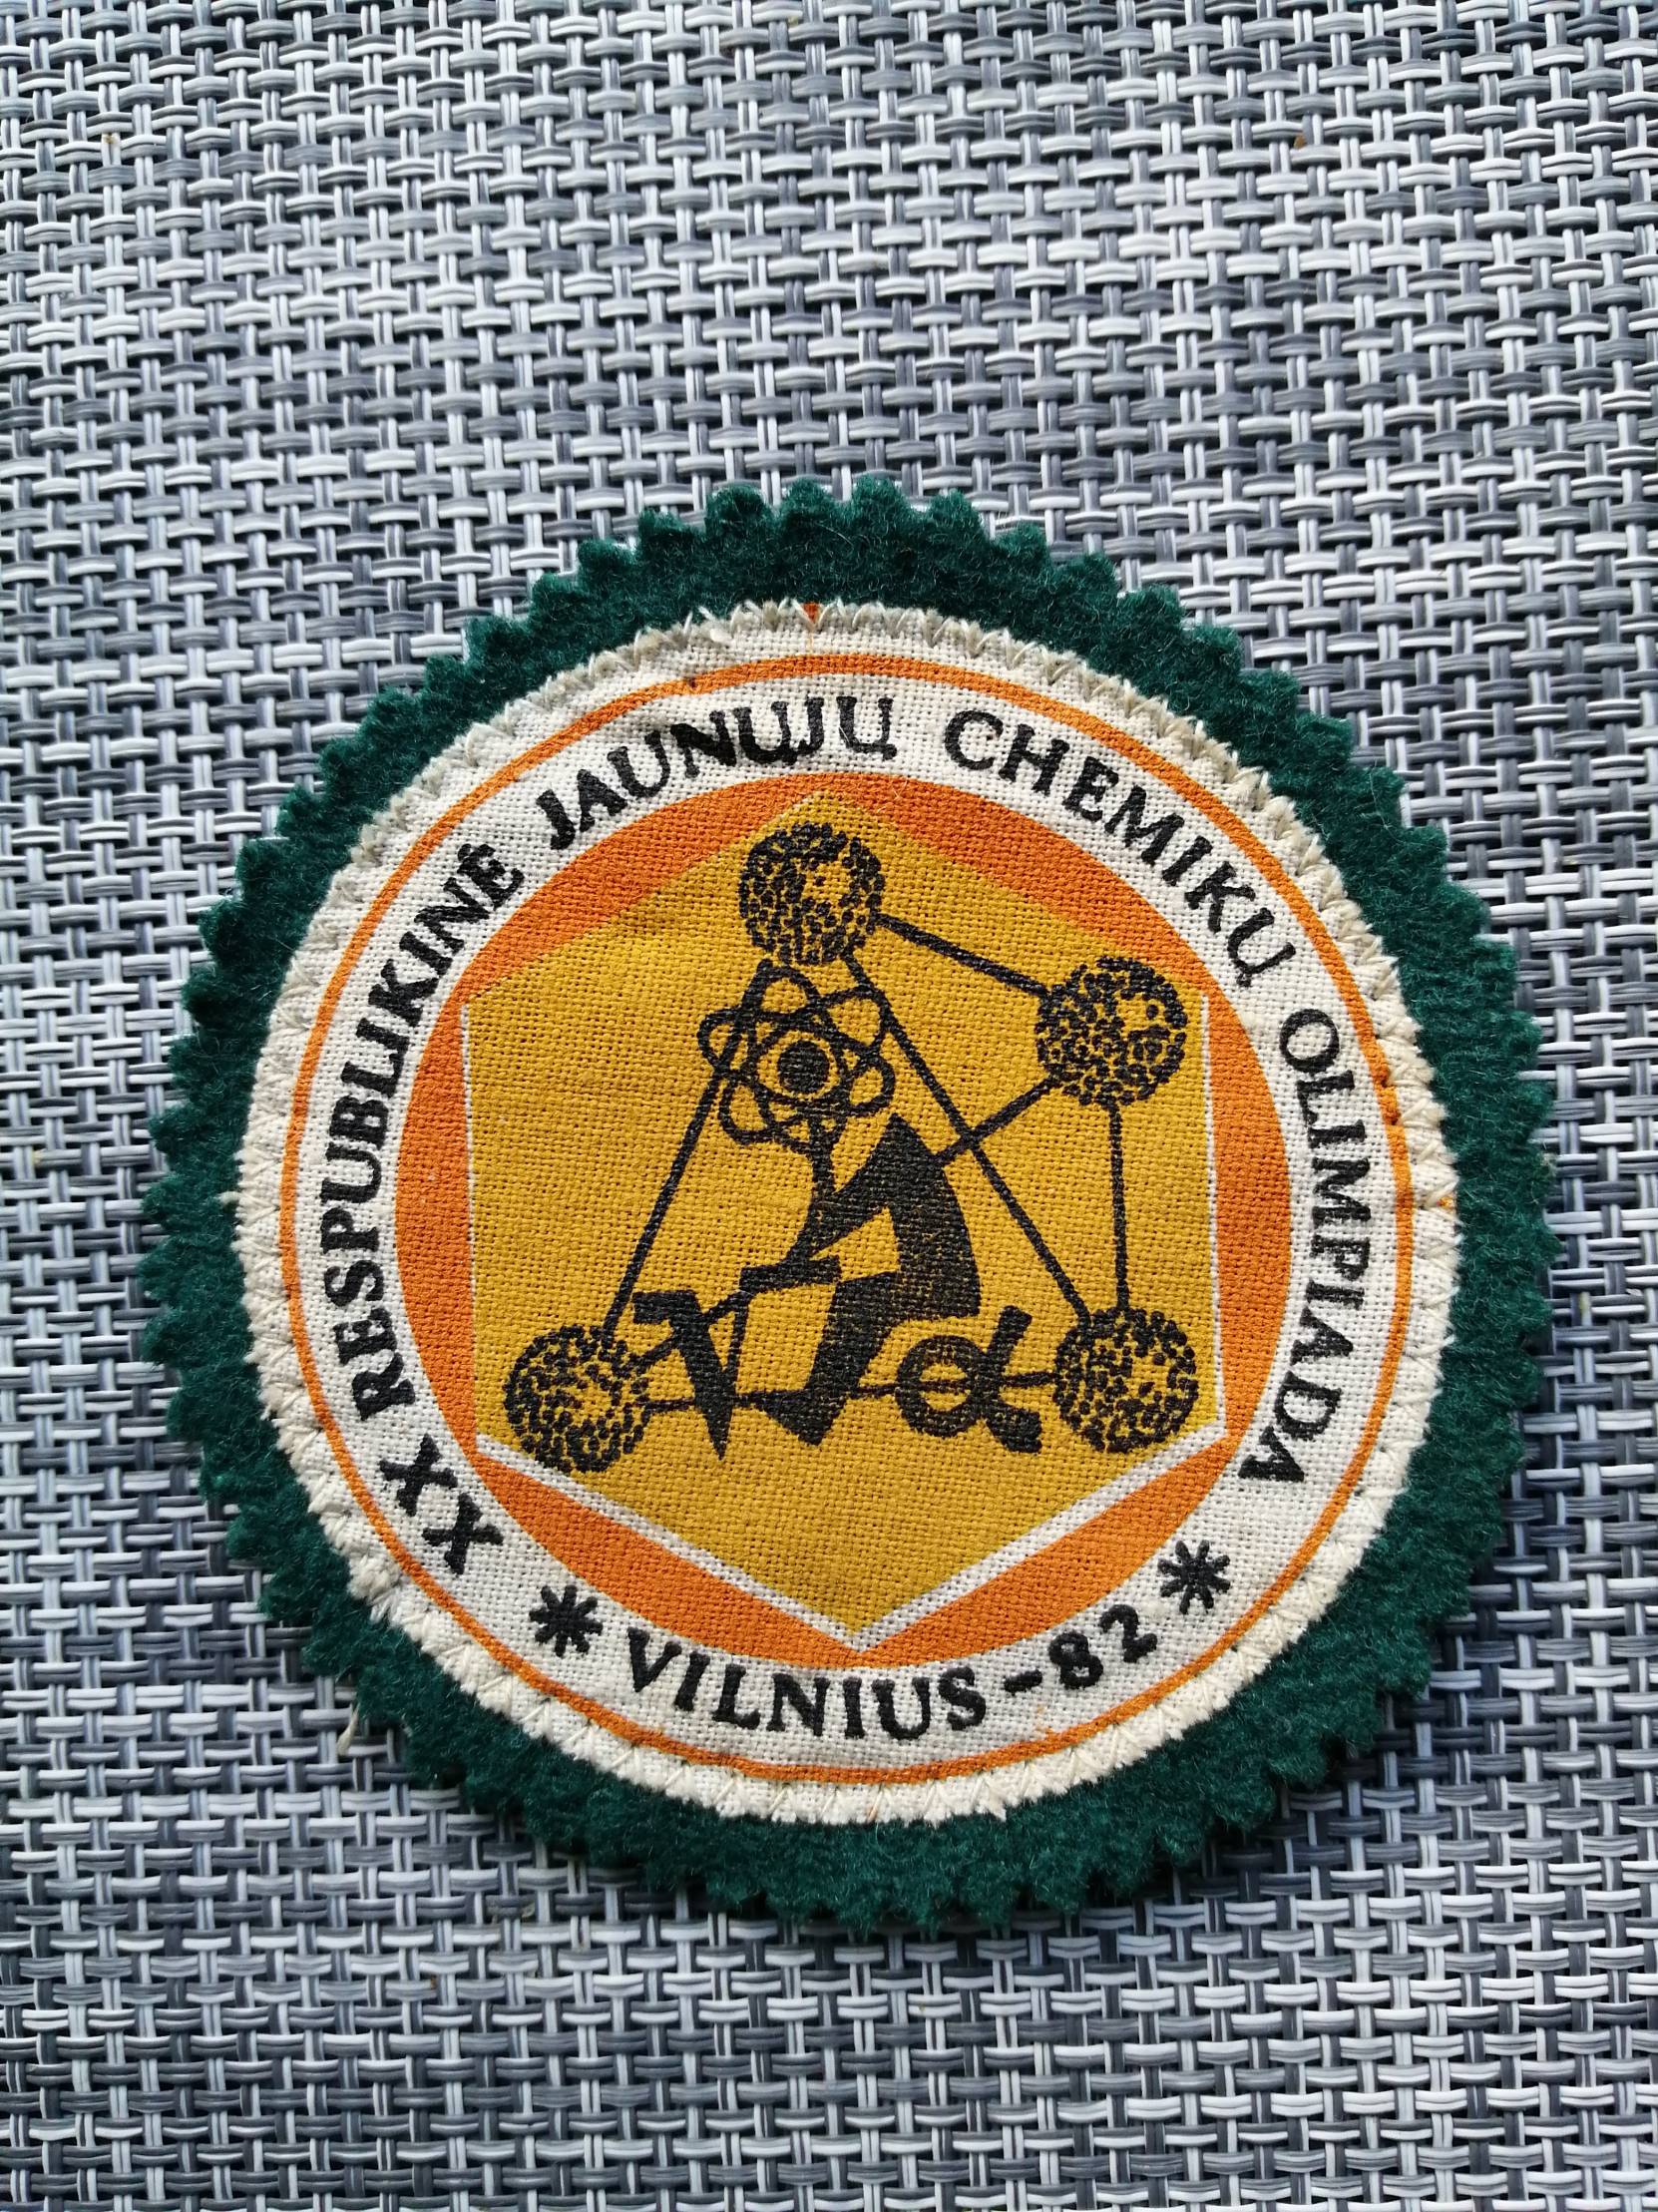 XX RESPUBLIKINĖ JAUNŲJŲ CHEMIKŲ OLIMPIADA
* VILNIUS-82 *